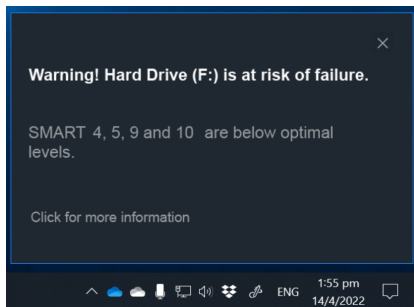 Warning! Hard Drive (F:) is at risk of failure.
SMART 4, 5, 9 and 10 are below optimal
levels.
Click for more information
ENG
1:55 pm
14/4/2022